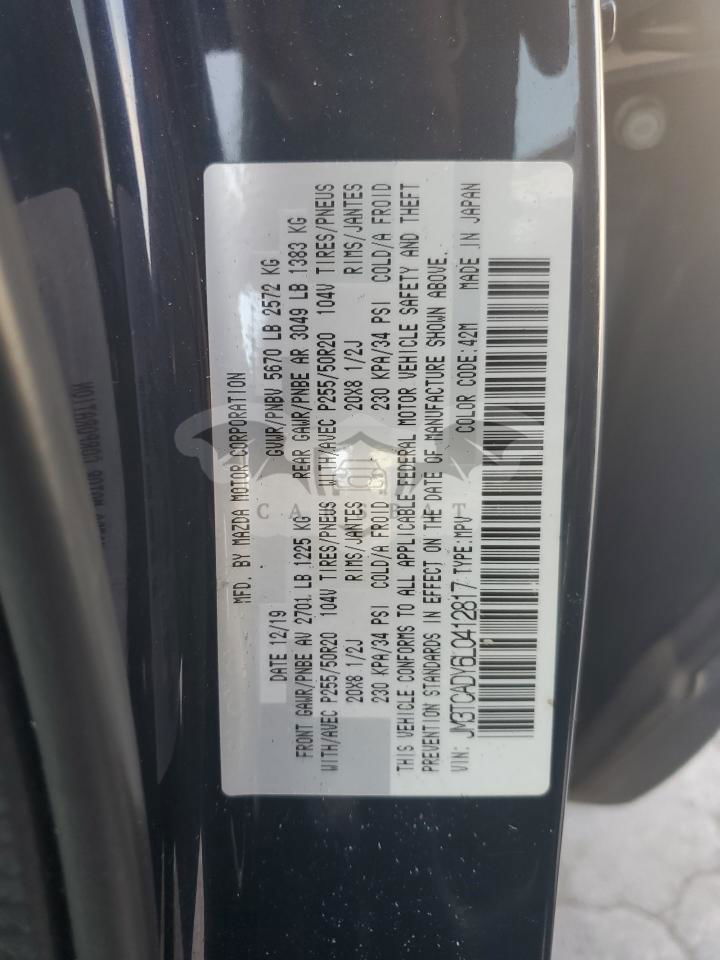 MFD. BY MAZDA MOTOR CORPORATION
DATE 12/19 GVWR/PNBV 5670 LB 2572 KG
FRONT GAWR/PNBE AV 2701 LB 1225 KG REAR GAWR/PNBE AR 3049 LB 1383 KG
WITH/AVEC P255/50R20 104V TIRES/PNEUS WITH/AVEC P255/50R20 104V TIRES/PNEUS
20X8 1/2J RIMS/JANTES 20X8 1/2J RIMS/JANTES
230 KPA/34 PSI COLD/A FROID 230 KPA/34 PSI COLD/A FROID
THIS VEHICLE CONFORMS TO ALL APPLICABLE FEDERAL MOTOR VEHICLE SAFETY AND THEFT
PREVENTION STANDARDS IN EFFECT ON THE DATE OF MANUFACTURE SHOWN ABOVE.
VIN: JM3TCADY6L0412817 TYPE:MPV COLOR CODE:42M MADE IN JAPAN